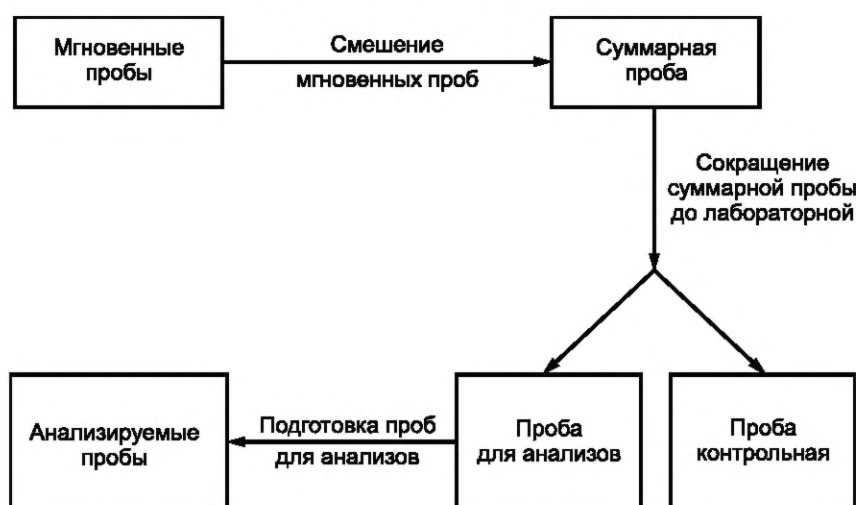 Мгновенные
пробы
Смешение
мгновенных проб
Суммарная
проба
Сокращение
суммарной пробы
до лабораторной
Анализируемые
пробы
Подготовка проб
для анализов
Проба
для анализов
Проба
контрольная